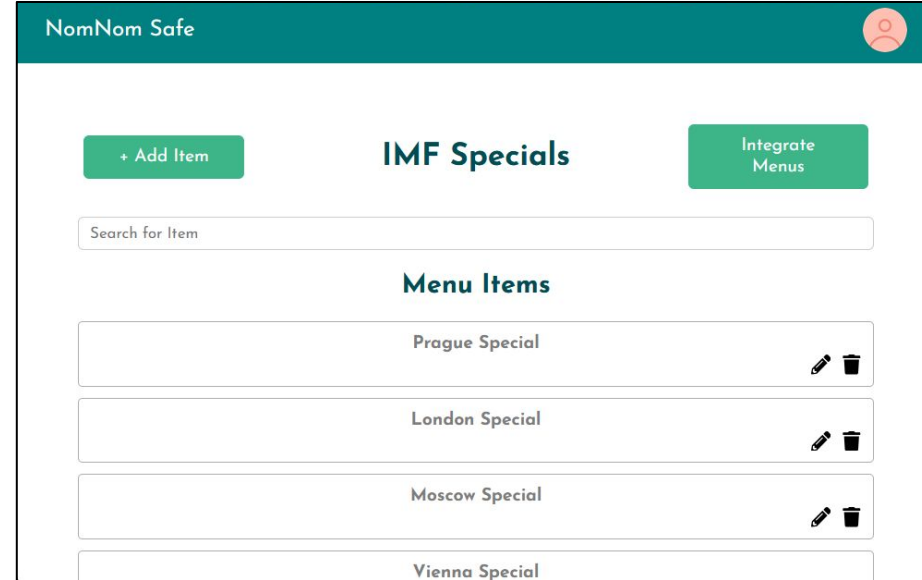 NomNom Safe
+ Add Item
IMF Specials
Integrate
Menus
Search for Item
Menu Items
Prague Special
London Special
Moscow Special
Vienna Special